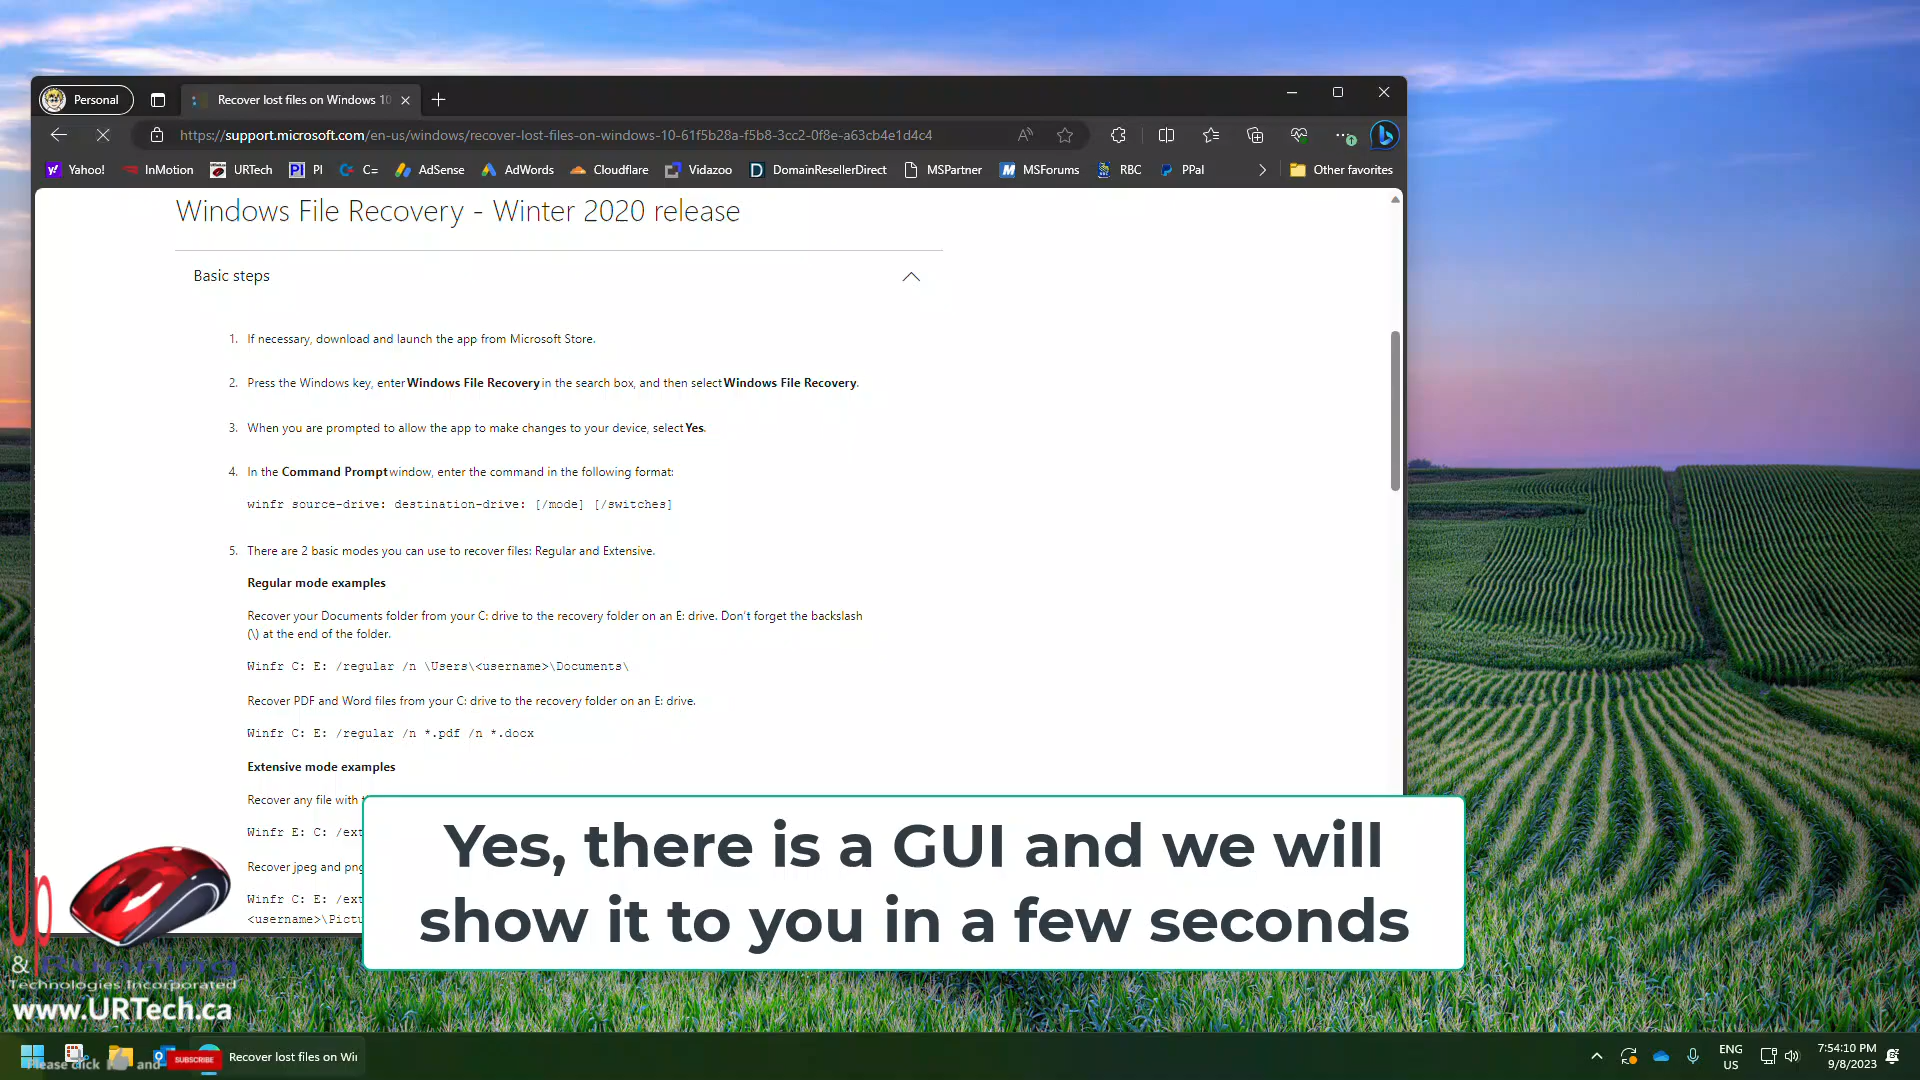 Personal
Recover lost files on Windows 10
https://support.microsoft.com/en-us/windows/recover-lost-files-on-windows-10-61f5b28a-f5b8-3cc2-0f8e-a63cb4e1d4c4
Yahoo! InMotion URTech PI C= AdSense AdWords Cloudflare Vidazoo DomainResellerDirect MSPartner MSForums RBC PPal Other favorites
Windows File Recovery - Winter 2020 release
Basic steps
1. If necessary, download and launch the app from Microsoft Store.
2. Press the Windows key, enter Windows File Recovery in the search box, and then select Windows File Recovery.
3. When you are prompted to allow the app to make changes to your device, select Yes.
4. In the Command Prompt window, enter the command in the following format:
winfr source-drive: destination-drive: [/mode] [/switches]
5. There are 2 basic modes you can use to recover files: Regular and Extensive.
Regular mode examples
Recover your Documents folder from your C: drive to the recovery folder on an E: drive. Don't forget the backslash
(\) at the end of the folder.
Winfr C: E: /regular /n \Users\<username>\Documents\
Recover PDF and Word files from your C: drive to the recovery folder on an E: drive.
Winfr C: E: /regular /n *.pdf /n *.docx
Extensive mode examples
Recover any file with
Winfr E: C: /ext
Recover jpeg and png
Winfr C: E: /ext
<username>\Pictu
Yes, there is a GUI and we will
show it to you in a few seconds
Up
& Running
Technologies Incorporated
www.URTech.ca
Please click and SUBSCRIBE
Recover lost files on Wi
ENG
US
7:54:10 PM
9/8/2023